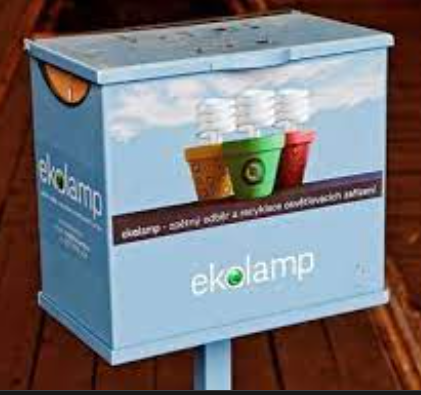 ekolamp
ekolamp - zpětný odběr a recyklace osvětlovacích zařízení
ekolamp